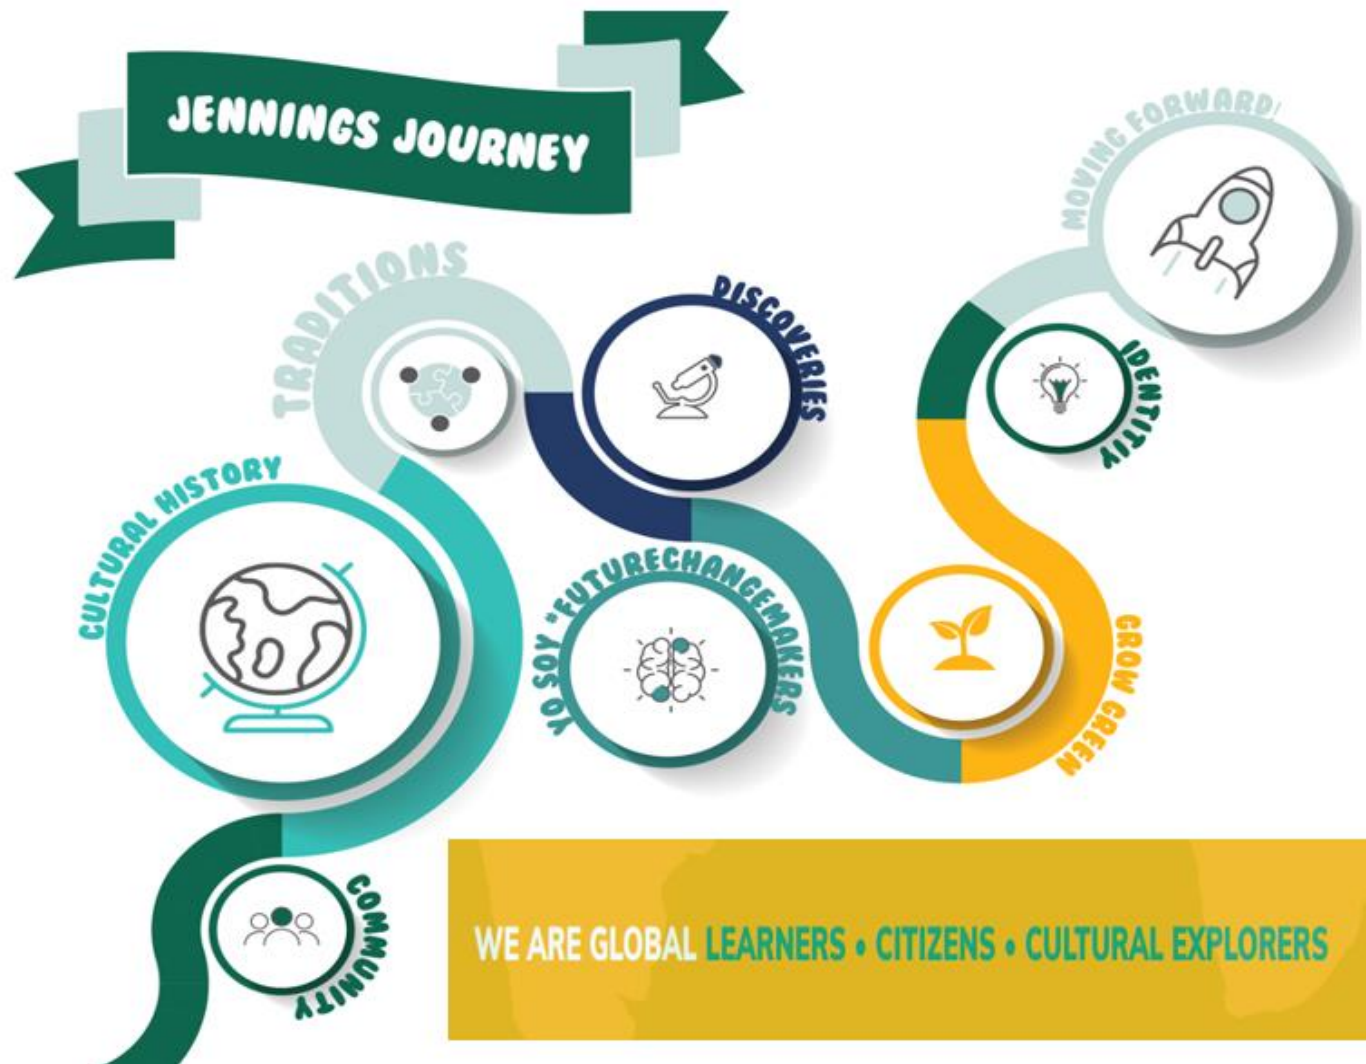 JENNINGS JOURNEY
MOVING FORWARD!
TRADITIONS
DISCOVERIES
IDENTITIY
CULTURAL HISTORY
YO SOY *FUTURECHANGEMAKERS
GROW GREEN
COMMUNITY
WE ARE GLOBAL LEARNERS • CITIZENS • CULTURAL EXPLORERS